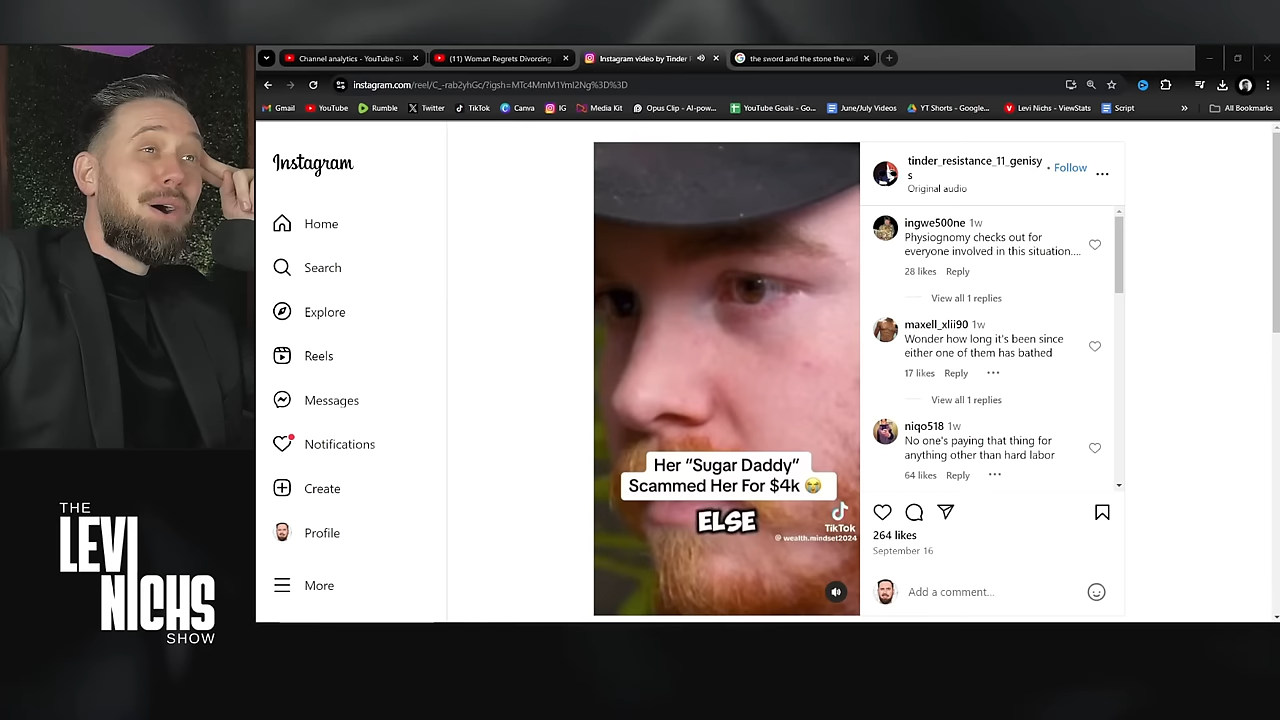 Channel analytics - YouTube St
(11) Woman Regrets Divorcing
Instagram video by Tinder
the sword and the stone the w
instagram.com/reel/C_-rab2yhGc/?igsh=MTc4MmM1YmI2Ng%3D%3D
Gmail
YouTube
Rumble
Twitter
TikTok
Canva
IG
Media Kit
Opus Clip - AI-pow...
YouTube Goals - Go...
June/July Videos
YT Shorts - Google...
Levi Nichs - ViewStats
Script
»
All Bookmarks
Instagram
Home
Search
Explore
Reels
Messages
Notifications
Create
Profile
More
Her “Sugar Daddy”
Scammed Her For $4k 😭
ELSE
TikTok
@ wealth.mindset2024
tinder_resistance_11_genisy
s
• Follow
Original audio
ingwe500ne 1w
Physiognomy checks out for
everyone involved in this situation....
28 likes Reply
View all 1 replies
maxell_xlii90 1w
Wonder how long it's been since
either one of them has bathed
17 likes Reply
View all 1 replies
niqo518 1w
No one's paying that thing for
anything other than hard labor
64 likes Reply
264 likes
September 16
Add a comment...
THE
LEVI
NICHS
SHOW